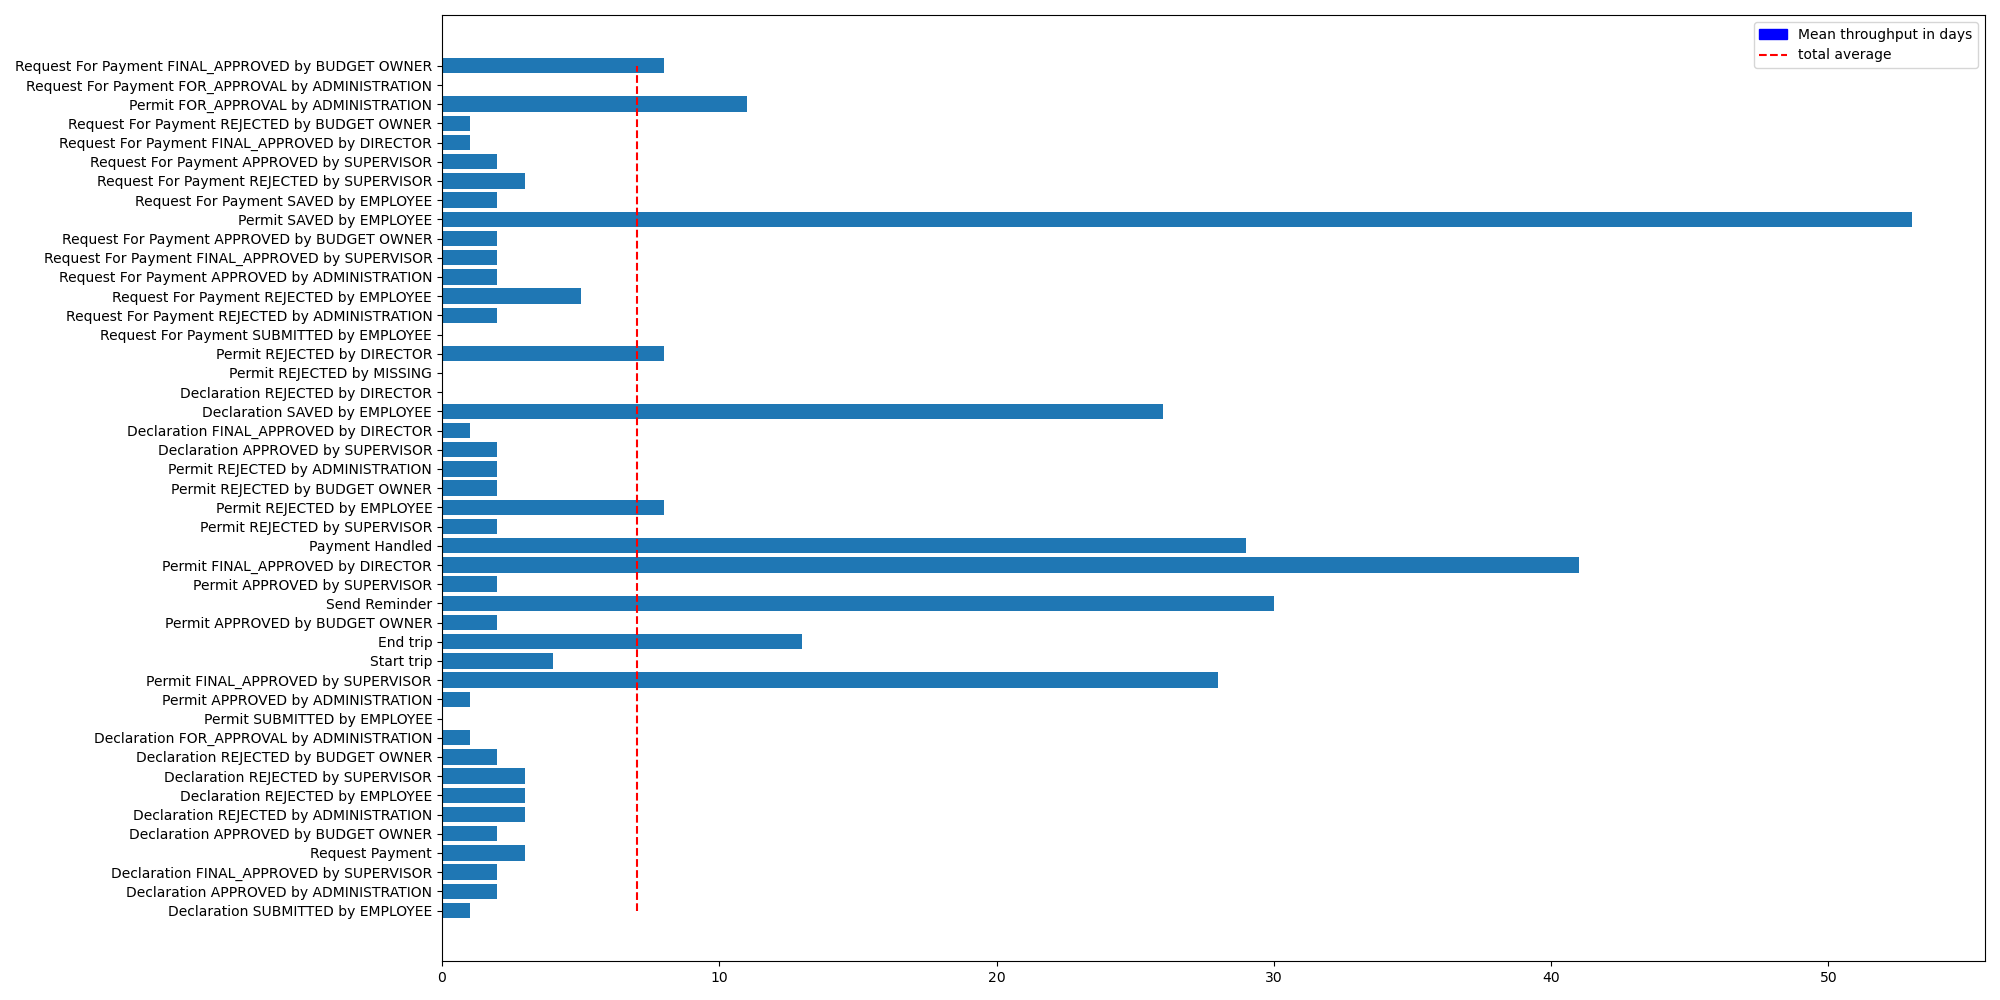 Mean throughput in days
total average
Request For Payment FINAL_APPROVED by BUDGET OWNER
Request For Payment FOR_APPROVAL by ADMINISTRATION
Permit FOR_APPROVAL by ADMINISTRATION
Request For Payment REJECTED by BUDGET OWNER
Request For Payment FINAL_APPROVED by DIRECTOR
Request For Payment APPROVED by SUPERVISOR
Request For Payment REJECTED by SUPERVISOR
Request For Payment SAVED by EMPLOYEE
Permit SAVED by EMPLOYEE
Request For Payment APPROVED by BUDGET OWNER
Request For Payment FINAL_APPROVED by SUPERVISOR
Request For Payment APPROVED by ADMINISTRATION
Request For Payment REJECTED by EMPLOYEE
Request For Payment REJECTED by ADMINISTRATION
Request For Payment SUBMITTED by EMPLOYEE
Permit REJECTED by DIRECTOR
Permit REJECTED by MISSING
Declaration REJECTED by DIRECTOR
Declaration SAVED by EMPLOYEE
Declaration FINAL_APPROVED by DIRECTOR
Declaration APPROVED by SUPERVISOR
Permit REJECTED by ADMINISTRATION
Permit REJECTED by BUDGET OWNER
Permit REJECTED by EMPLOYEE
Permit REJECTED by SUPERVISOR
Payment Handled
Permit FINAL_APPROVED by DIRECTOR
Permit APPROVED by SUPERVISOR
Send Reminder
Permit APPROVED by BUDGET OWNER
End trip
Start trip
Permit FINAL_APPROVED by SUPERVISOR
Permit APPROVED by ADMINISTRATION
Permit SUBMITTED by EMPLOYEE
Declaration FOR_APPROVAL by ADMINISTRATION
Declaration REJECTED by BUDGET OWNER
Declaration REJECTED by SUPERVISOR
Declaration REJECTED by EMPLOYEE
Declaration REJECTED by ADMINISTRATION
Declaration APPROVED by BUDGET OWNER
Request Payment
Declaration FINAL_APPROVED by SUPERVISOR
Declaration APPROVED by ADMINISTRATION
Declaration SUBMITTED by EMPLOYEE
0 10 20 30 40 50